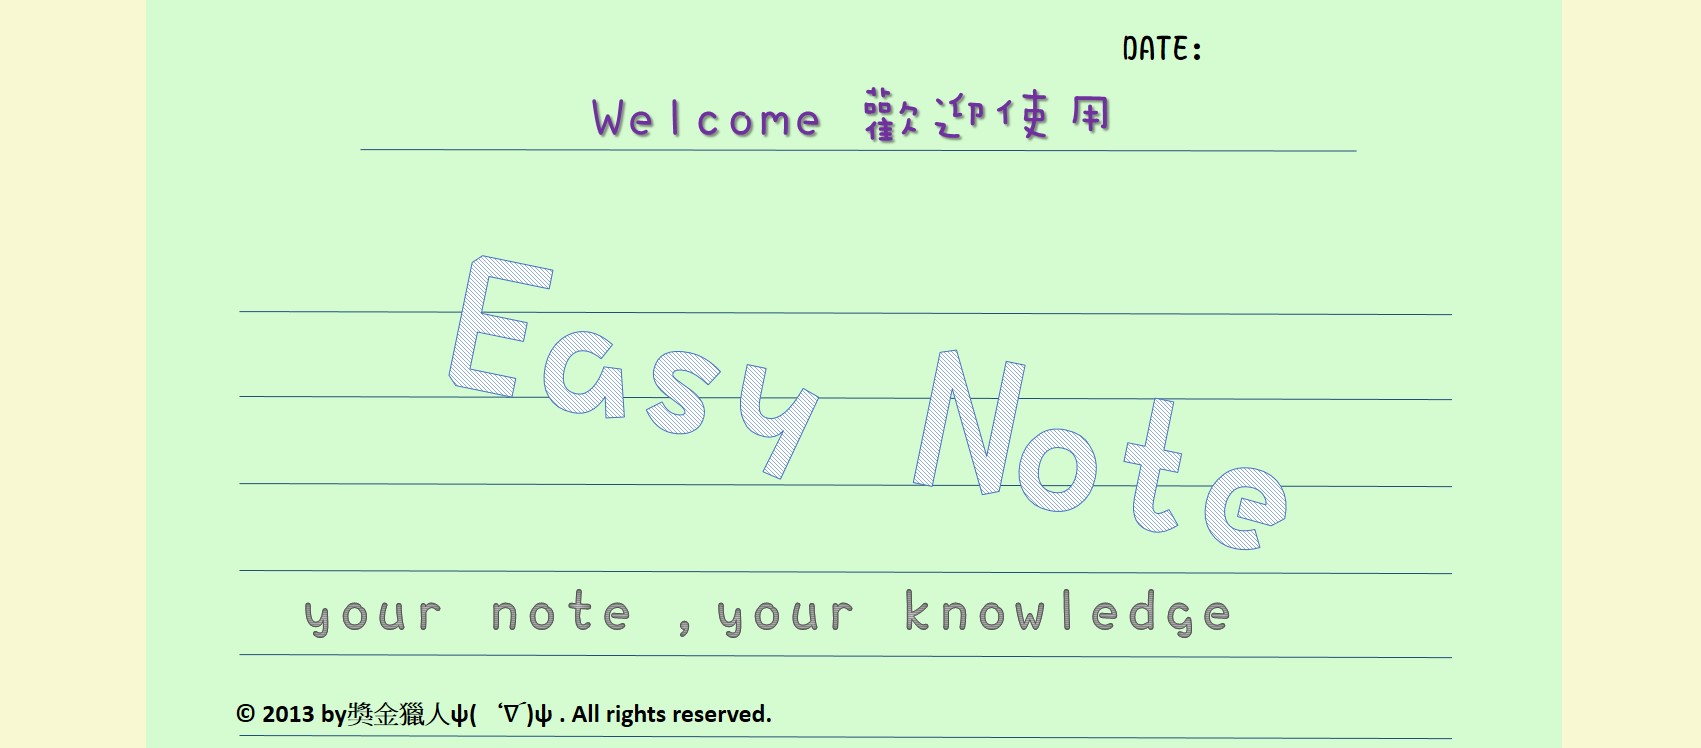 DATE:
Welcome 歡迎使用
Easy Note
your note ,your knowledge
© 2013 by獎金獵人ψ( ‵∇′)ψ . All rights reserved.